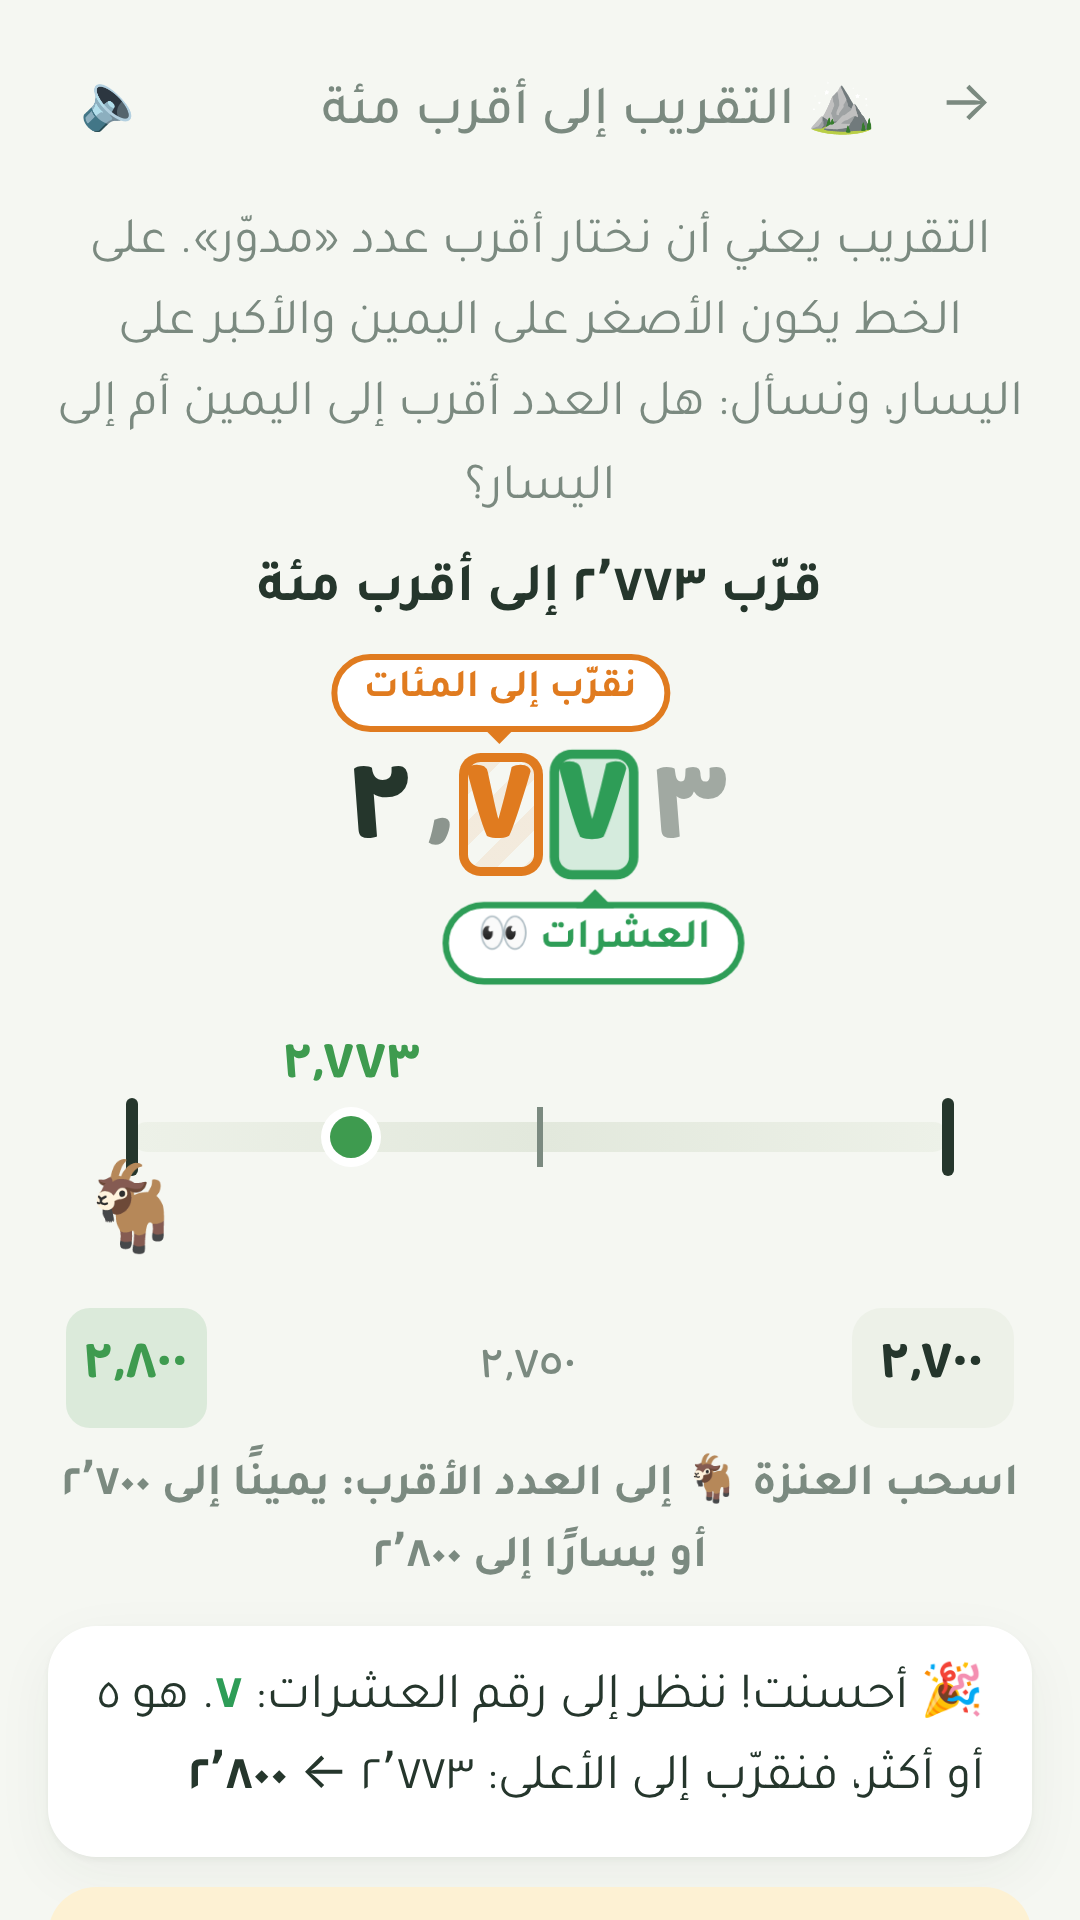 التقريب إلى أقرب مئة
التقريب يعني أن نختار أقرب عدد «مدوّر». على
الخط يكون الأصغر على اليمين والأكبر على
اليسار، ونسأل: هل العدد أقرب إلى اليمين أم إلى
اليسار؟
قرّب ٢٬٧٧٣ إلى أقرب مئة
نقرّب إلى المئات
٢,٧٧٣
العشرات 👀
٢,٧٧٣
٢,٧٠٠
٢,٧٥٠
٢,٨٠٠
اسحب العنزة 🐐 إلى العدد الأقرب: يمينًا إلى ٢٬٧٠٠
أو يسارًا إلى ٢٬٨٠٠
🎉 أحسنت! ننظر إلى رقم العشرات: ٧. هو ٥
أو أكثر، فنقرّب إلى الأعلى: ٢٬٧٧٣ ← ٢٬٨٠٠